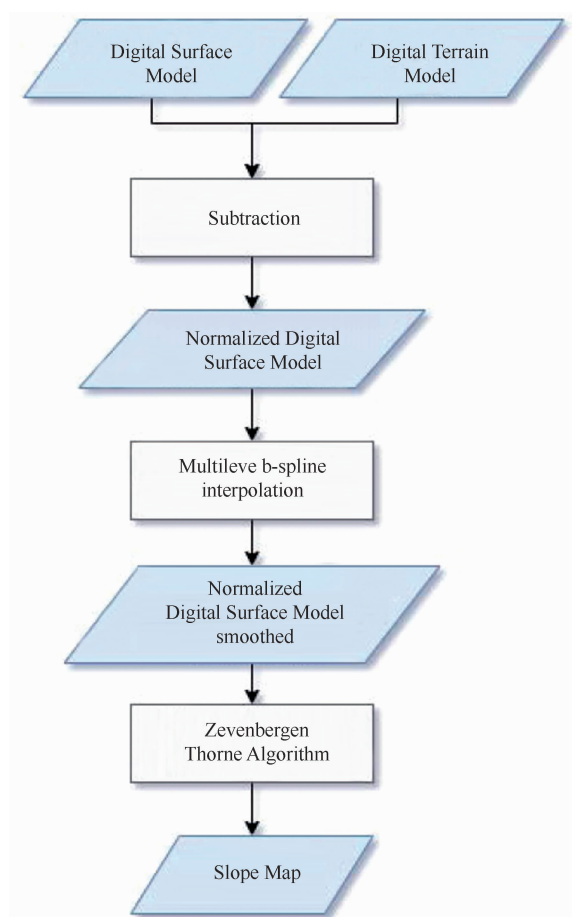 Digital Surface
Model
Digital Terrain
Model
Subtraction
Normalized Digital
Surface Model
Multileve b-spline
interpolation
Normalized
Digital Surface Model
smoothed
Zevenbergen
Thorne Algorithm
Slope Map